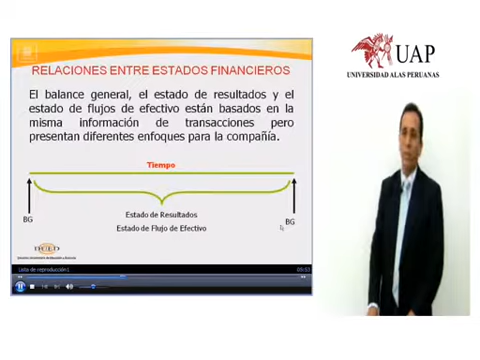 RELACIONES ENTRE ESTADOS FINANCIEROS
El balance general, el estado de resultados y el
estado de flujos de efectivo están basados en la
misma información de transacciones pero
presentan diferentes enfoques para la compañía.
Tiempo
BG
Estado de Resultados
Estado de Flujo de Efectivo
BG
DUED
Lista de reproducción1
UAP
UNIVERSIDAD ALAS PERUANAS